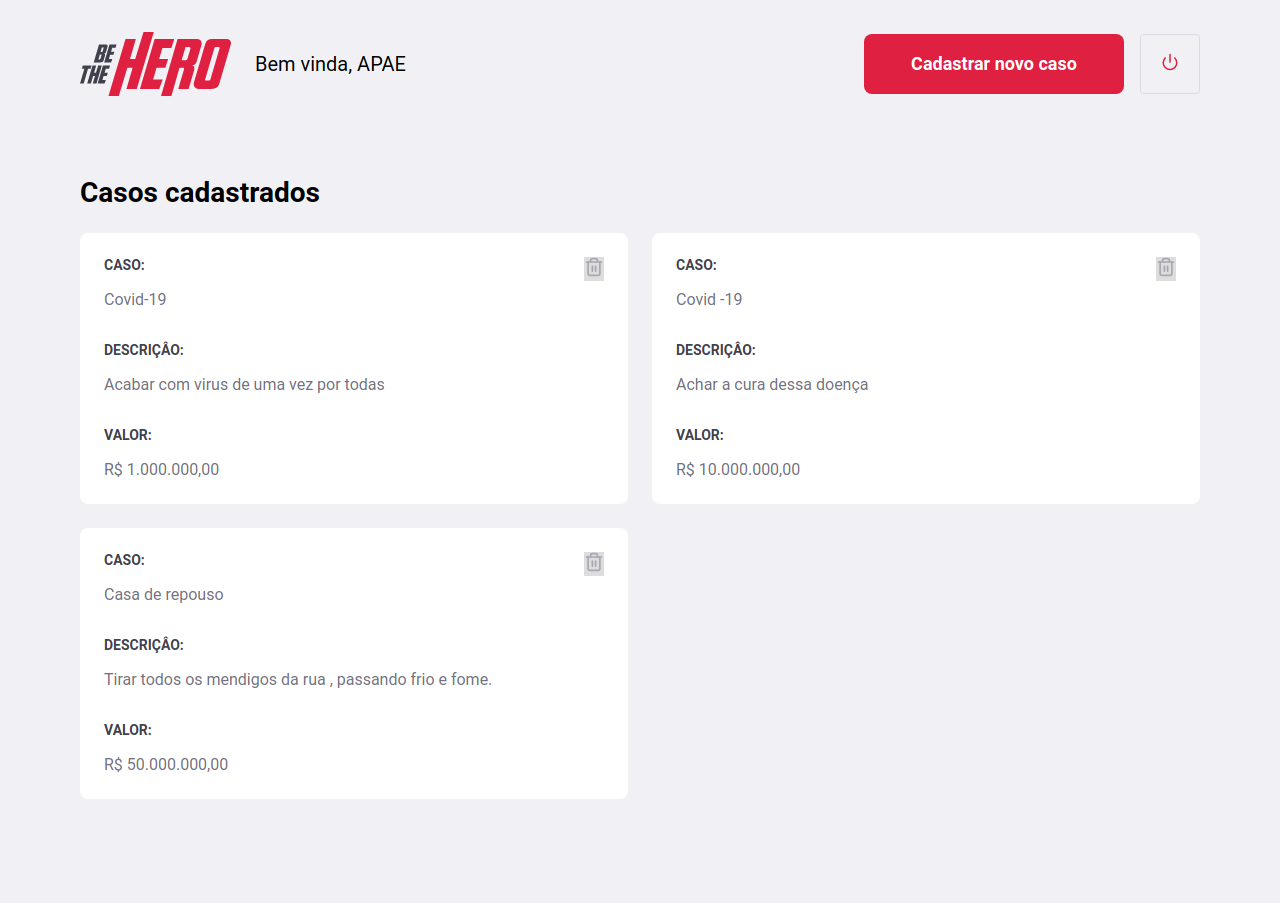 BE THE HERO
Bem vinda, APAE
Cadastrar novo caso
Casos cadastrados
CASO:
Covid-19
DESCRIÇÂO:
Acabar com virus de uma vez por todas
VALOR:
R$ 1.000.000,00
CASO:
Covid -19
DESCRIÇÂO:
Achar a cura dessa doença
VALOR:
R$ 10.000.000,00
CASO:
Casa de repouso
DESCRIÇÂO:
Tirar todos os mendigos da rua , passando frio e fome.
VALOR:
R$ 50.000.000,00